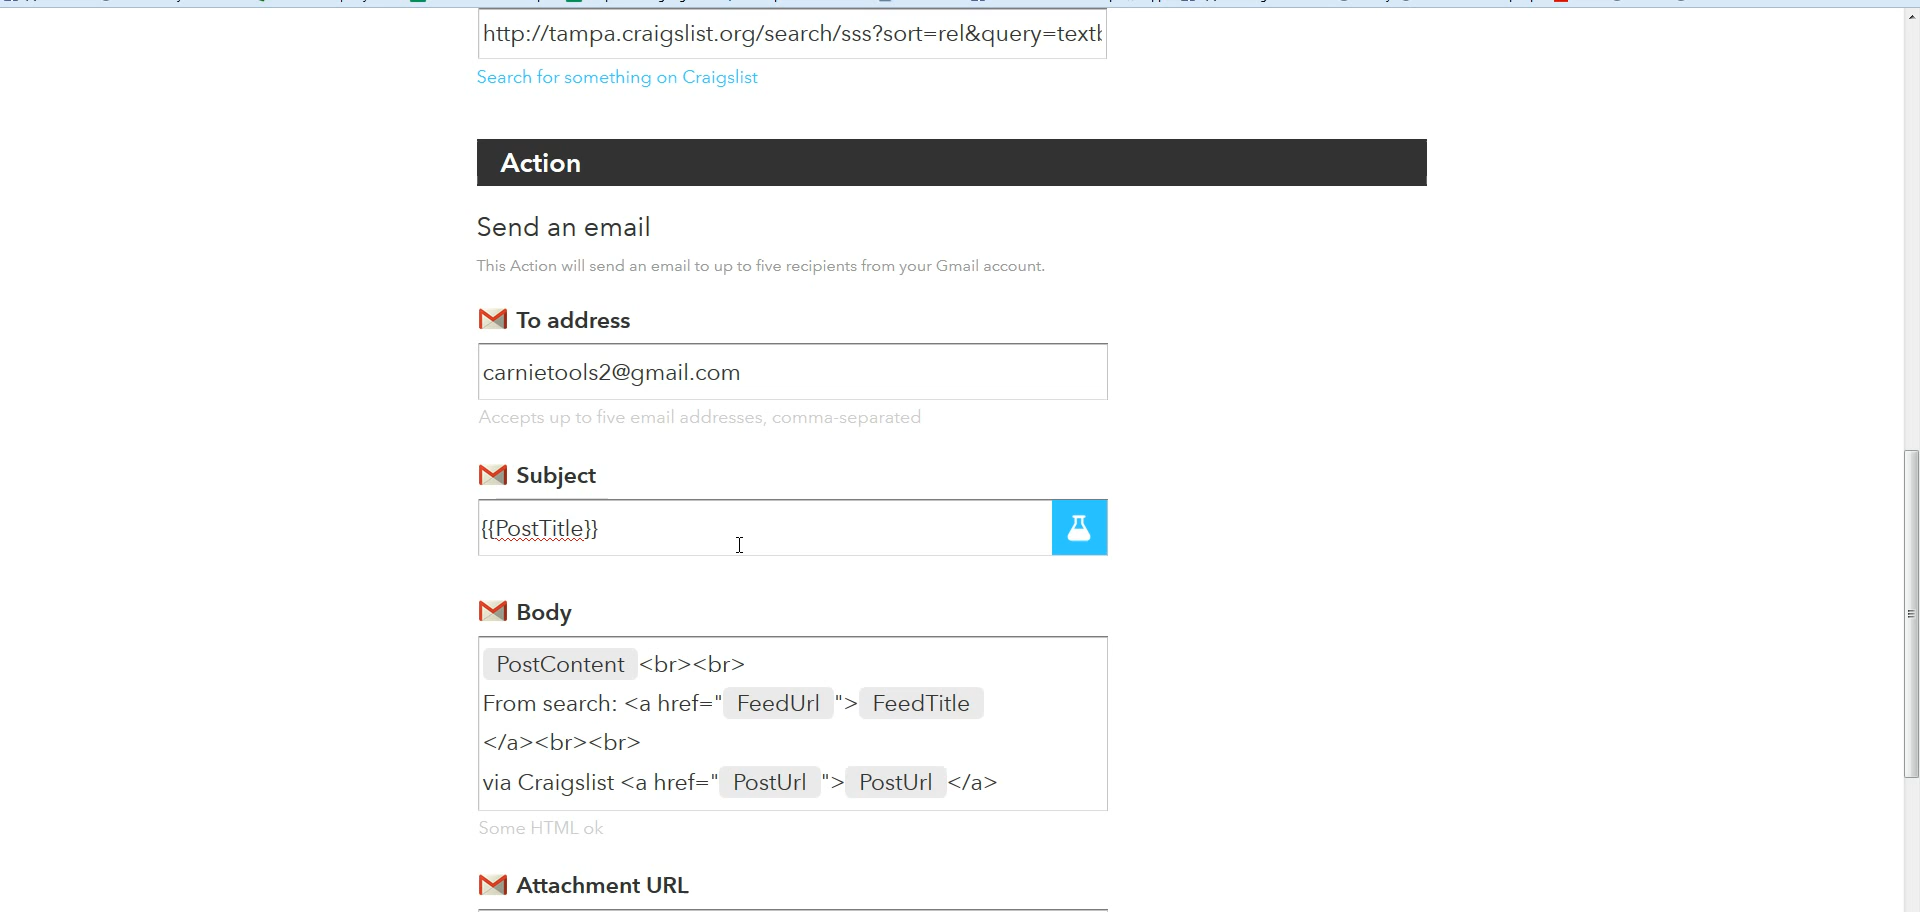 http://tampa.craigslist.org/search/sss?sort=rel&query=textb
Search for something on Craigslist
Action
Send an email
This Action will send an email to up to five recipients from your Gmail account.
To address
carnietools2@gmail.com
Accepts up to five email addresses, comma-separated
Subject
{{PostTitle}}
Body
PostContent <br><br>
From search: <a href=" FeedUrl "> FeedTitle
</a><br><br>
via Craigslist <a href=" PostUrl "> PostUrl </a>
Some HTML ok
Attachment URL